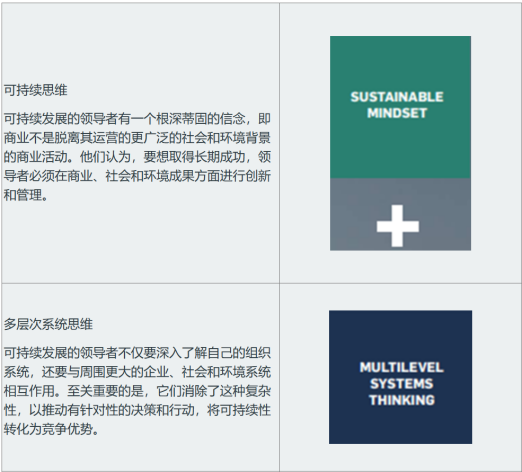 可持续思维
可持续发展的领导者有一个根深蒂固的信念，即
商业不是脱离其运营的更广泛的社会和环境背景
的商业活动。他们认为，要想取得长期成功，领
导者必须在商业、社会和环境成果方面进行创新
和管理。
SUSTAINABLE
MINDSET
+
多层次系统思维
可持续发展的领导者不仅要深入了解自己的组织
系统，还要与周围更大的企业、社会和环境系统
相互作用。至关重要的是，它们消除了这种复杂
性，以推动有针对性的决策和行动，将可持续性
转化为竞争优势。
MULTILEVEL
SYSTEMS
THINKING